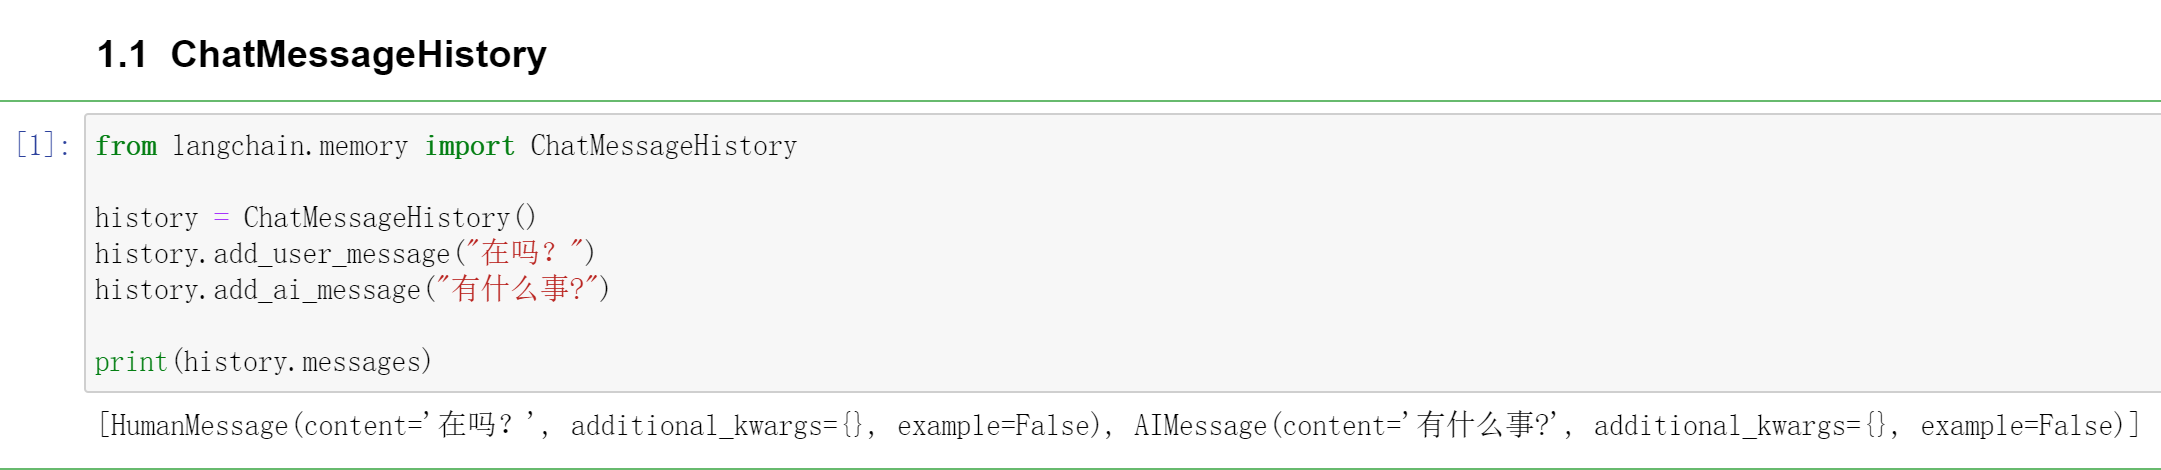 1.1 ChatMessageHistory
[1]: from langchain.memory import ChatMessageHistory
history = ChatMessageHistory()
history.add_user_message("在吗？")
history.add_ai_message("有什么事?")
print(history.messages)
[HumanMessage(content='在吗？', additional_kwargs={}, example=False), AIMessage(content='有什么事?', additional_kwargs={}, example=False)]